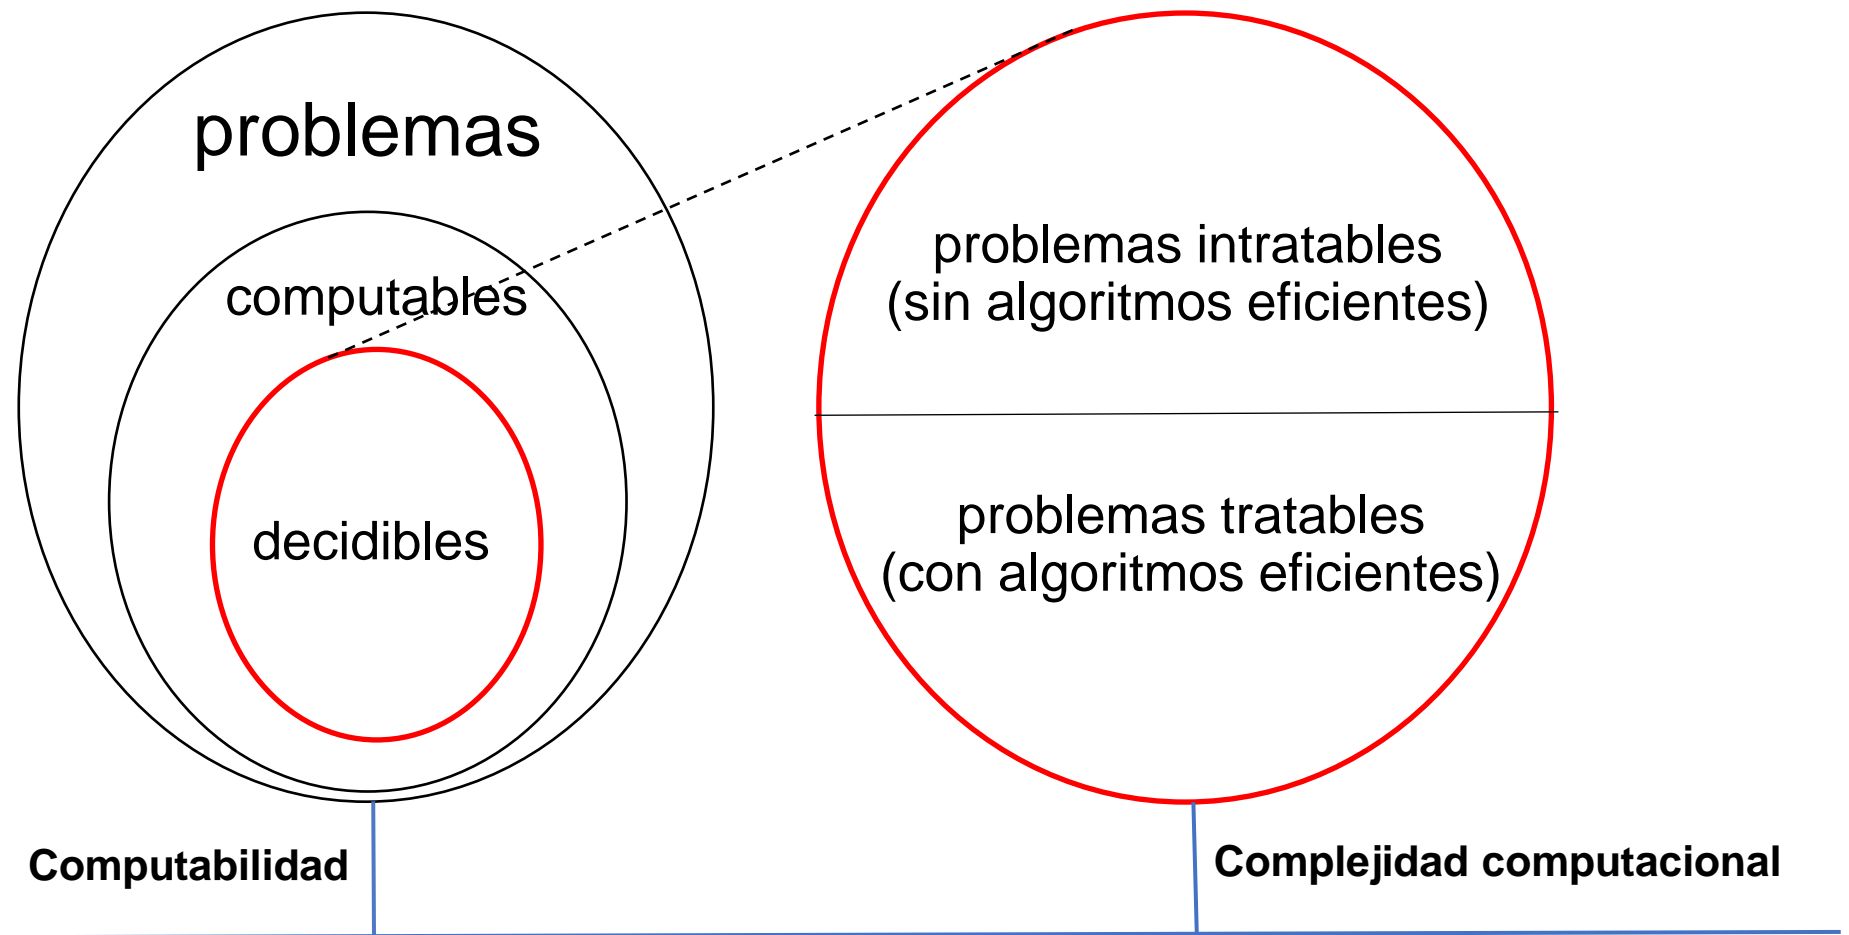 problemas
computables
decidibles
problemas intratables
(sin algoritmos eficientes)
problemas tratables
(con algoritmos eficientes)
Computabilidad
Complejidad computacional